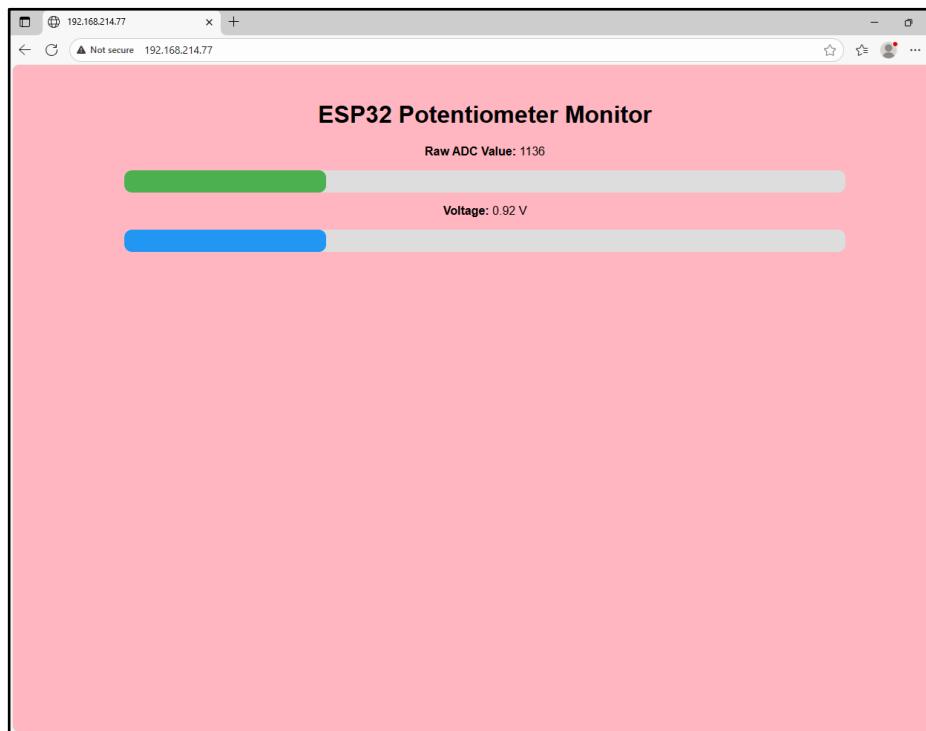 192.168.214.77
Not secure 192.168.214.77
ESP32 Potentiometer Monitor
Raw ADC Value: 1136
Voltage: 0.92 V